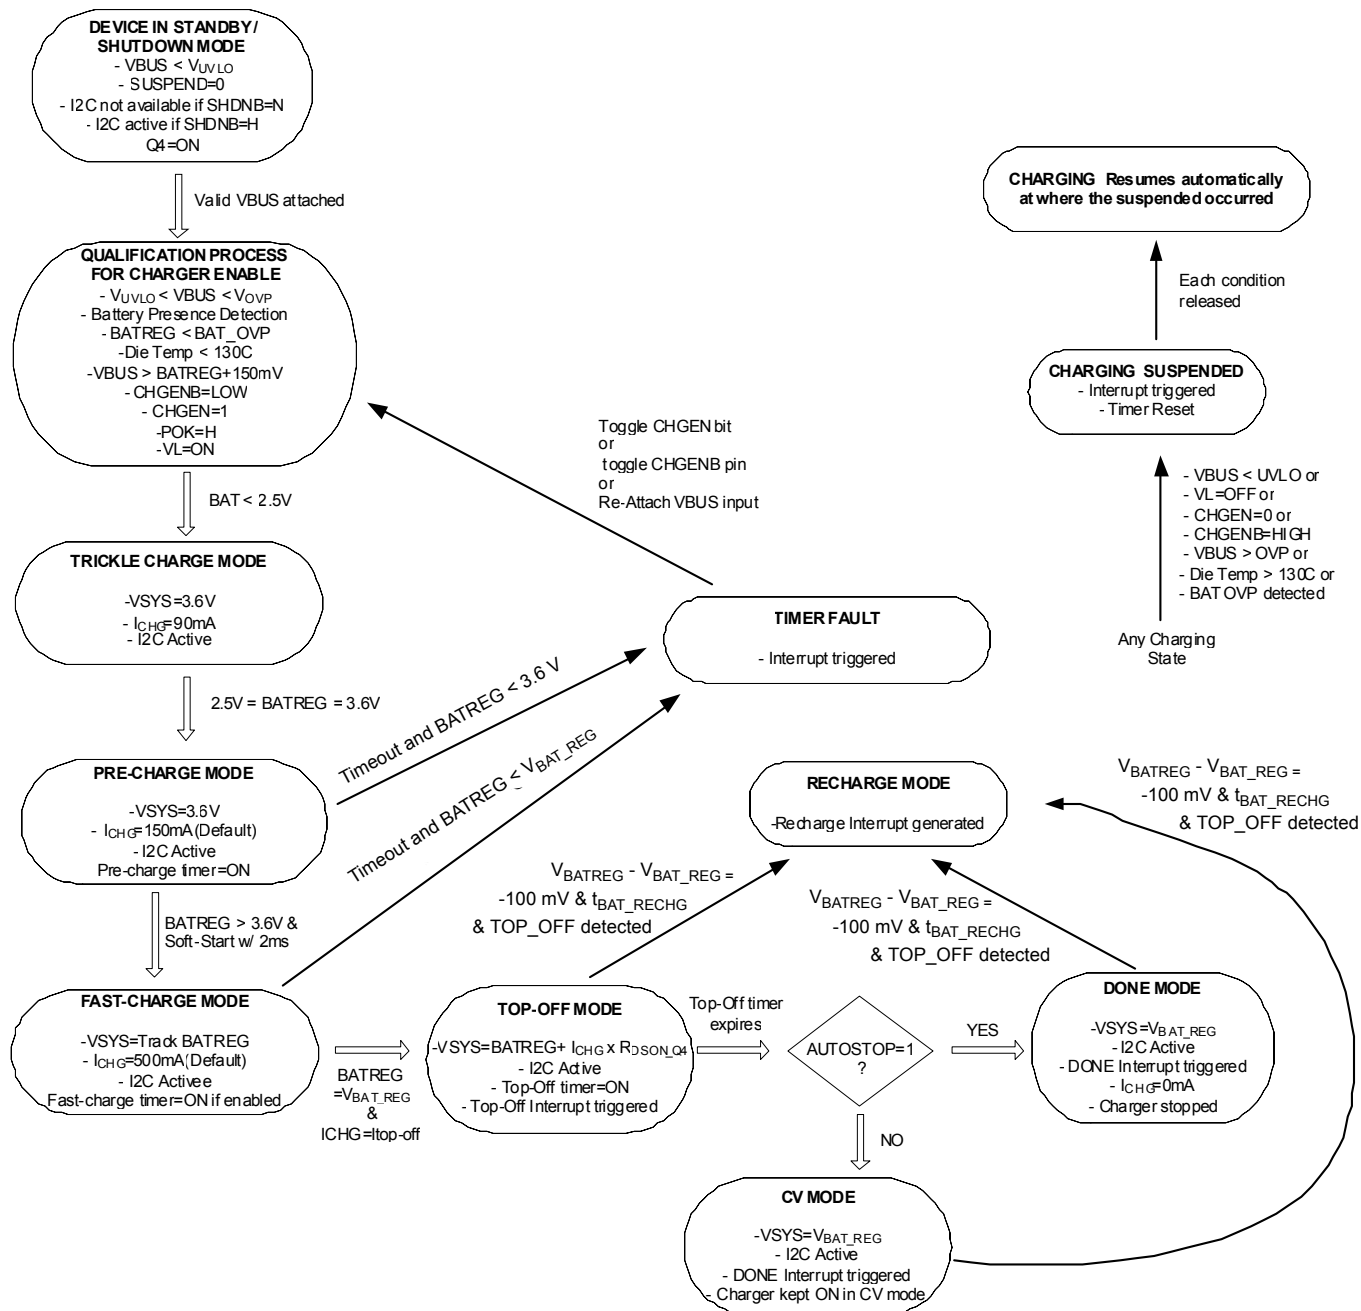 DEVICE IN STANDBY/
SHUTDOWN MODE
- VBUS < VUVLO
- SUSPEND=0
- I2C not available if SHDNB=N
- I2C active if SHDNB=H
Q4=ON
Valid VBUS attached
QUALIFICATION PROCESS
FOR CHARGER ENABLE
- VUVLO < VBUS < VOVP
- Battery Presence Detection
- BATREG < BAT_OVP
-Die Temp < 130C
-VBUS > BATREG+150mV
- CHGENB=LOW
- CHGEN=1
-POK=H
-VL=ON
BAT < 2.5V
TRICKLE CHARGE MODE
-VSYS=3.6V
- ICHG=90mA
- I2C Active
2.5V = BATREG = 3.6V
PRE-CHARGE MODE
-VSYS=3.6V
- ICHG=150mA(Default)
- I2C Active
Pre-charge timer=ON
BATREG > 3.6V &
Soft-Start w/ 2ms
FAST-CHARGE MODE
-VSYS=Track BATREG
- ICHG=500mA(Default)
- I2C Activee
Fast-charge timer=ON if enabled
BATREG
=VBAT_REG
&
ICHG=Itop-off
Timeout and BATREG < 3.6 V
Timeout and BATREG < VBAT_REG
Toggle CHGEN bit
or
toggle CHGENB pin
or
Re-Attach VBUS input
TIMER FAULT
- Interrupt triggered
CHARGING Resumes automatically
at where the suspended occurred
Each condition
released
CHARGING SUSPENDED
- Interrupt triggered
- Timer Reset
- VBUS < UVLO or
- VL=OFF or
- CHGEN=0 or
- CHGENB=HIGH
- VBUS > OVP or
- Die Temp > 130C or
- BAT OVP detected
Any Charging
State
RECHARGE MODE
-Recharge Interrupt generated
VBATREG - VBAT_REG =
-100 mV & tBAT_RECHG
& TOP_OFF detected
VBATREG - VBAT_REG =
-100 mV & tBAT_RECHG
& TOP_OFF detected
VBATREG - VBAT_REG =
-100 mV & tBAT_RECHG
& TOP_OFF detected
TOP-OFF MODE
-VSYS=BATREG+ ICHG x RDSON_Q4
- I2C Active
- Top-Off timer=ON
- Top-Off Interrupt triggered
Top-Off timer
expires
AUTOSTOP=1
?
YES
NO
DONE MODE
-VSYS=VBAT_REG
- I2C Active
- DONE Interrupt triggered
- ICHG=0mA
- Charger stopped
CV MODE
-VSYS=VBAT_REG
- I2C Active
- DONE Interrupt triggered
- Charger kept ON in CV mode